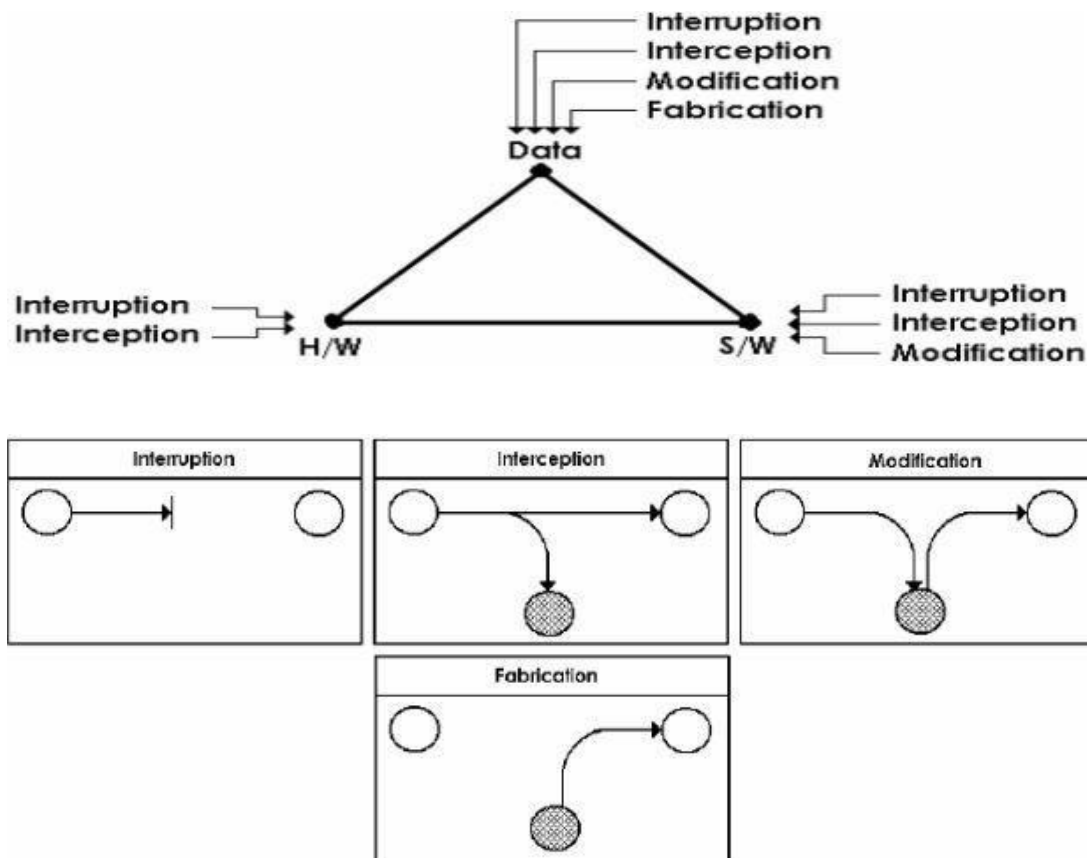 Interruption
Interception
Modification
Fabrication
Data
Interruption
Interception
H/W
S/W
Interruption
Interception
Modification
Interruption
Interception
Modification
Fabrication